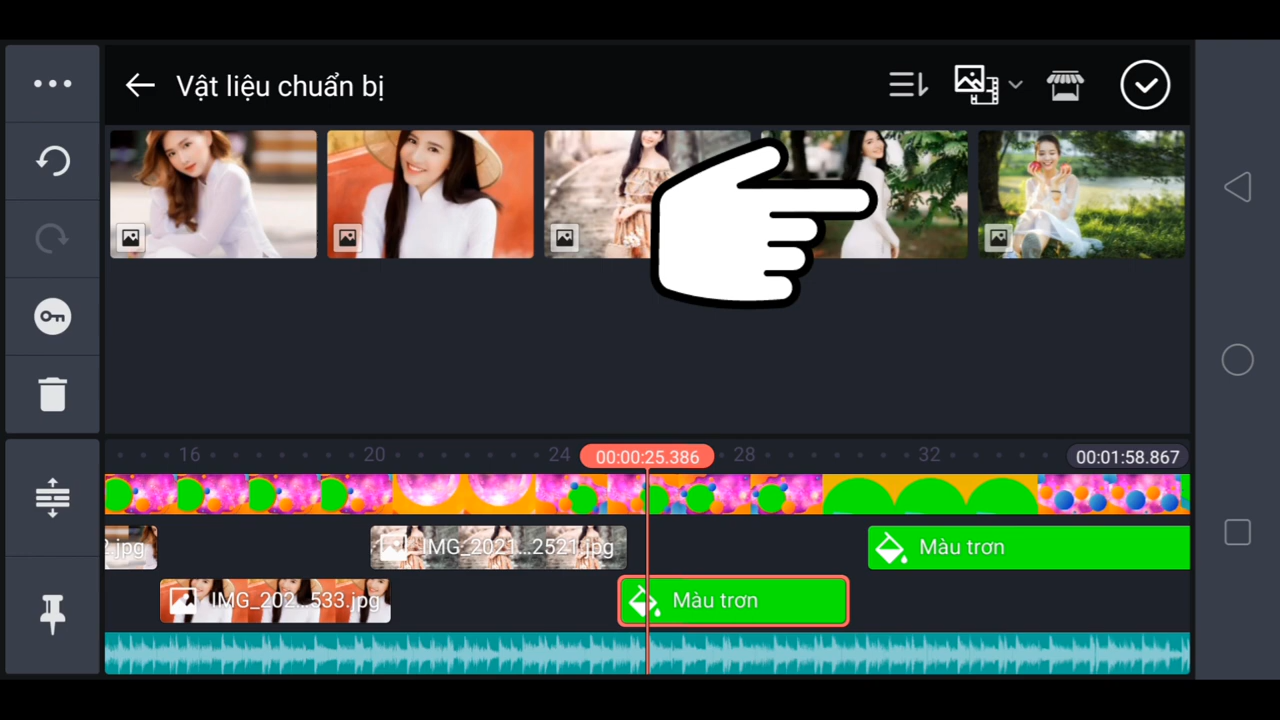 Vật liệu chuẩn bị
16 20 24 00:00:25.386 28 32 00:01:58.867
?.jpg IMG_2021...2521.jpg Màu trơn
IMG_202...533.jpg Màu trơn